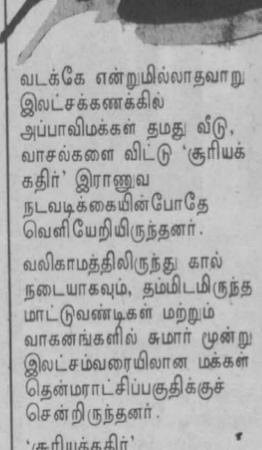 வடக்கே என்றுமில்லாதவாறு
இலட்சக்கணக்கில்
அப்பாவிமக்கள் தமது வீடு,
வாசல்களை விட்டு ‘சூரியக்
கதிர்’ இராணுவ
நடவடிக்கையின்போதே
வெளியேறியிருந்தனர்.
வலிகாமத்திலிருந்து கால்
நடையாகவும், தம்மிடமிருந்த
மாட்டுவண்டிகள் மற்றும்
வாகனங்களில் சுமார் மூன்று
இலட்சம்வரையிலான மக்கள்
தென்மராட்சிப்பகுதிக்குச்
சென்றிருந்தனர்.
‘சூரியக்கதிர்’